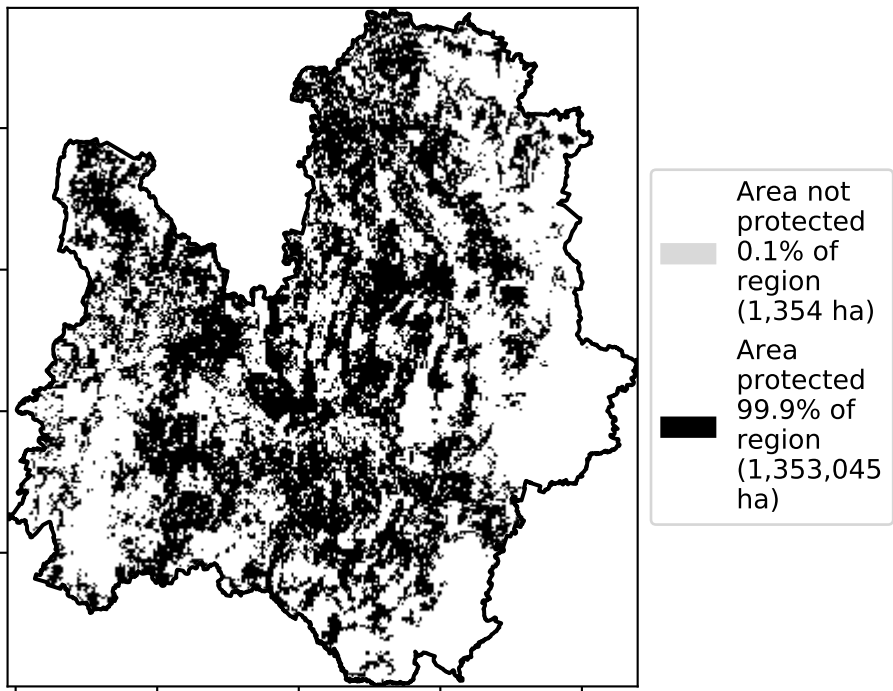 Area not
protected
0.1% of
region
(1,354 ha)
Area
protected
99.9% of
region
(1,353,045
ha)